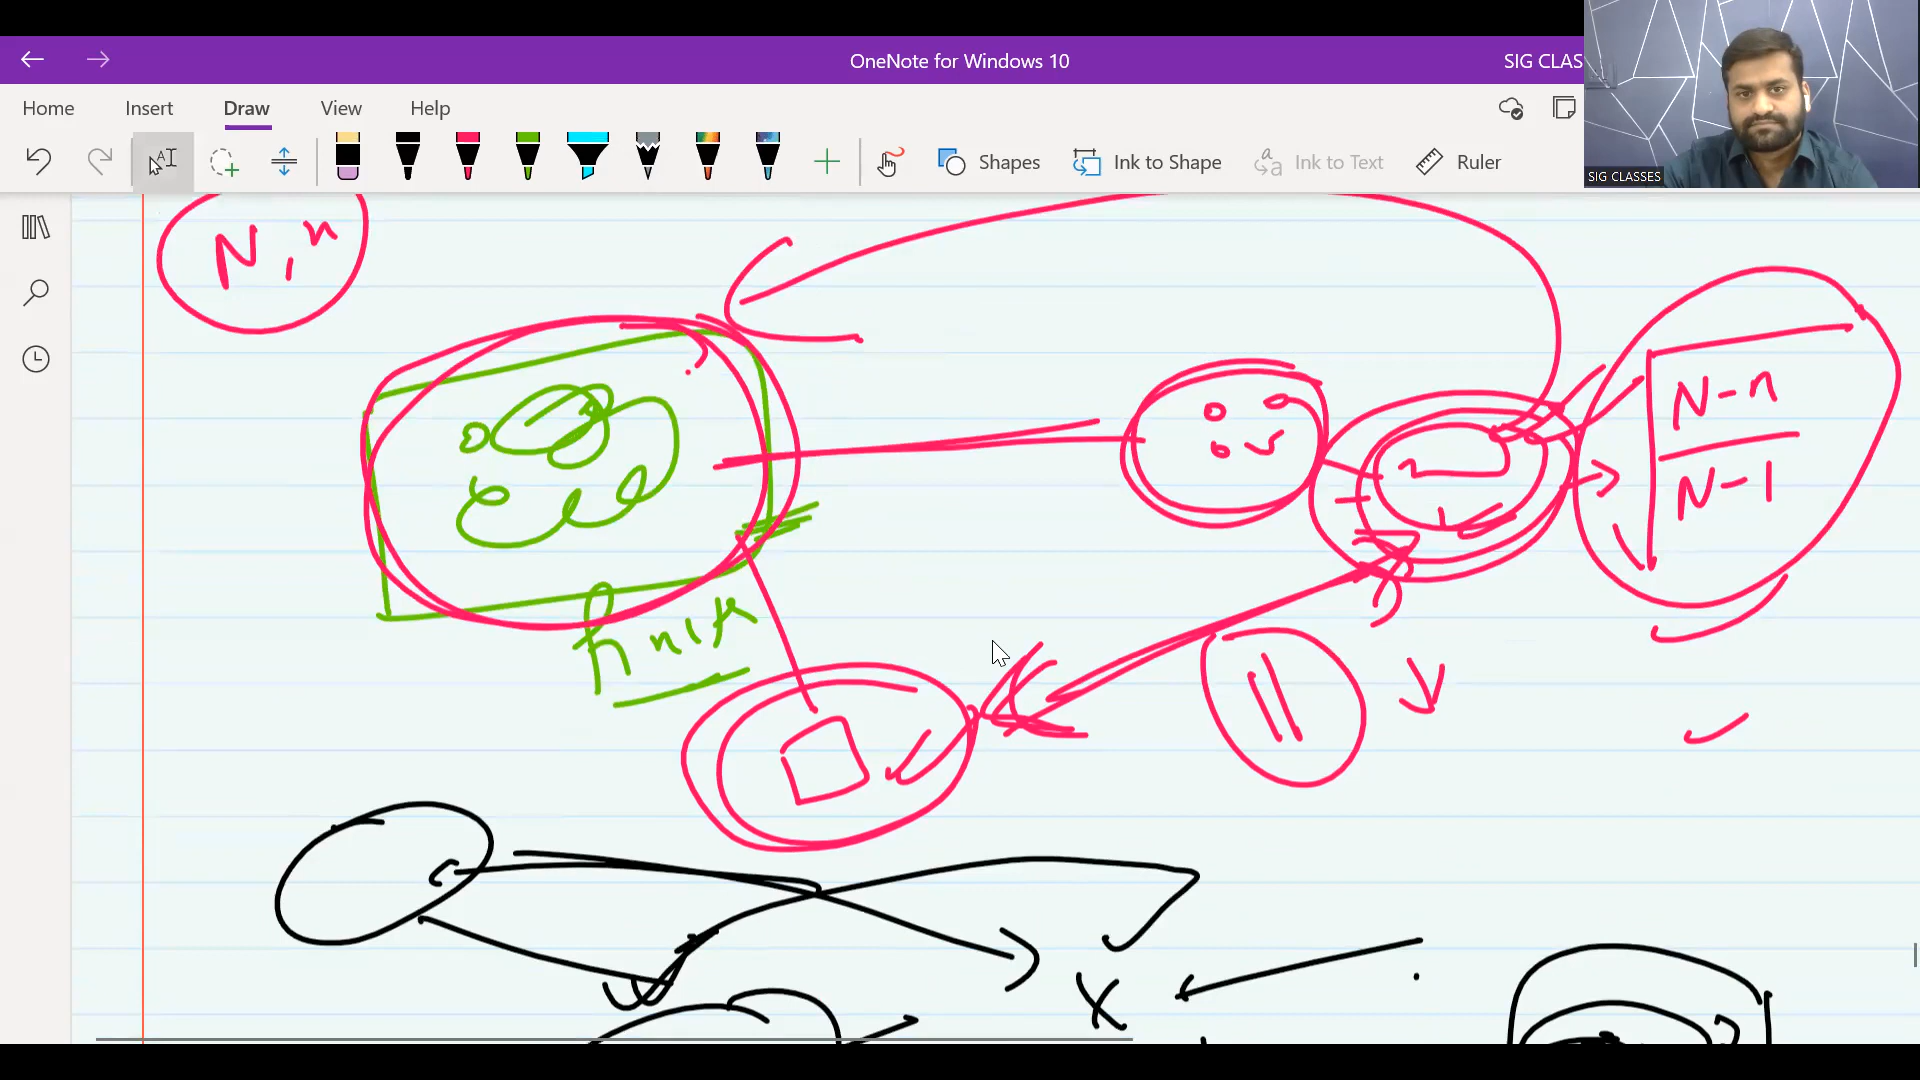 OneNote for Windows 10
SIG CLAS
Home Insert Draw View Help
Shapes Ink to Shape Ink to Text Ruler
SIG CLASSES
N, n
N-n
N-1
X